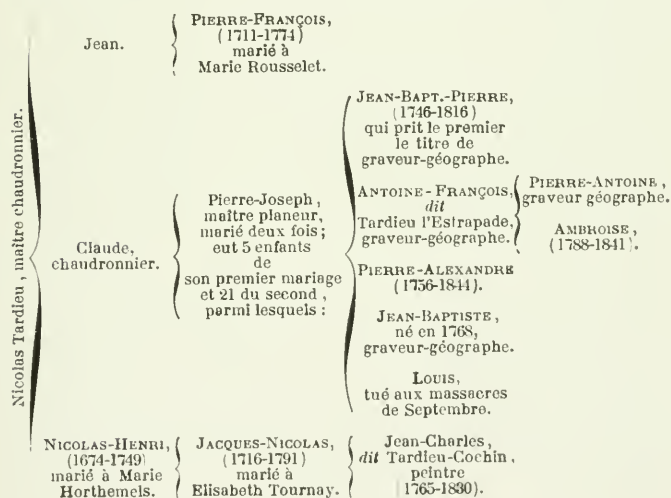 Nicolas Tardieu, maître chaudronnier.
Jean.
PIERRE-FRANÇOIS,
(1711-1774)
marié à
Marie Rousselet.
Claude,
chaudronnier.
Pierre-Joseph,
maître planeur,
marié deux fois;
eut 5 enfants
de
son premier mariage
et 21 du second,
parmi lesquels :
JEAN-BAPT.-PIERRE,
(1746-1816)
qui prit le premier
le titre de
graveur-géographe.
ANTOINE-FRANÇOIS,
dit
Tardieu l'Estrapade,
graveur-géographe.
PIERRE-ANTOINE,
graveur géographe.
AMBROISE,
(1788-1841).
PIERRE-ALEXANDRE
(1756-1844).
JEAN-BAPTISTE,
né en 1768,
graveur-géographe.
LOUIS,
tué aux massacres
de Septembre.
NICOLAS-HENRI,
(1674-1749)
marié à Marie
Horthemels.
JACQUES-NICOLAS,
(1716-1791)
marié à
Elisabeth Tournay.
Jean-Charles,
dit Tardieu-Cochin,
peintre
1765-1830).